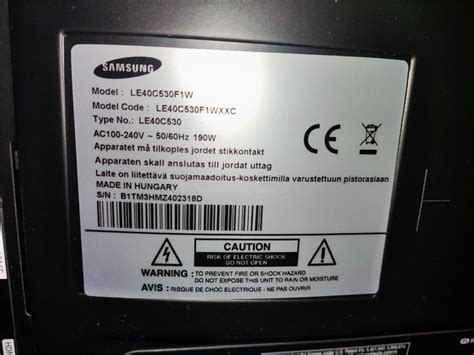 SAMSUNG
Model : LE40C530F1W
Model Code : LE40C530F1WXXC
Type No.: LE40C530
AC100-240V ~ 50/60Hz 190W
Apparatet må tilkoples jordet stikkontakt
Apparaten skall anslutas till jordat uttag
Laite on liitettävä suojamaadoitus-koskettimilla varustettuun pistorasiaan
MADE IN HUNGARY
S/N : B1TM3HMZ402318D
CE
CAUTION
RISK OF ELECTRIC SHOCK
DO NOT OPEN
WARNING : TO PREVENT FIRE OR SHOCK HAZARD
DO NOT EXPOSE THIS UNIT TO RAIN OR MOISTURE
AVIS : RISQUE DE CHOC ELECTRIQUE - NE PAS OUVRIR